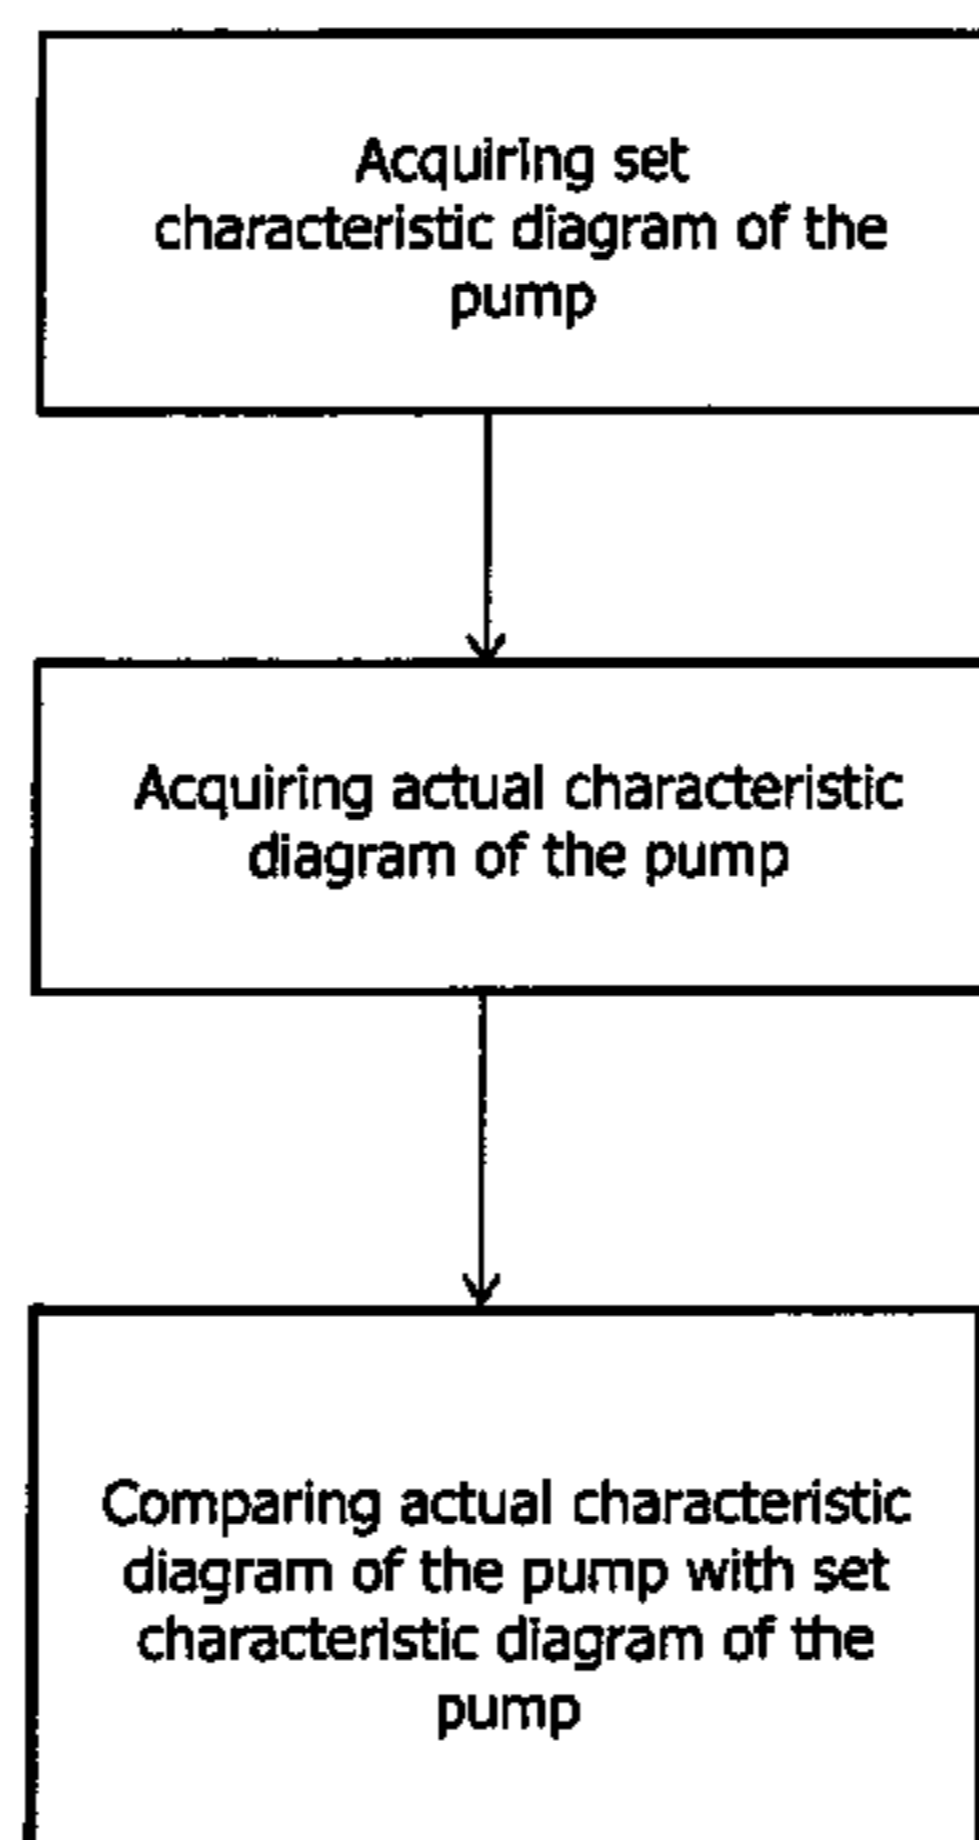 Acquiring set
characteristic diagram of the
pump
Acquiring actual characteristic
diagram of the pump
Comparing actual characteristic
diagram of the pump with set
characteristic diagram of the
pump